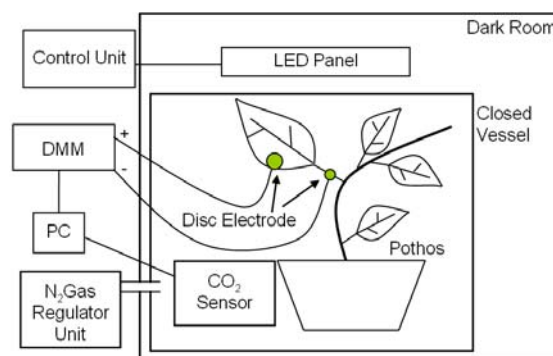 Dark Room
Control Unit
LED Panel
Closed
Vessel
+
DMM
-
Disc Electrode
PC
Pothos
CO₂
Sensor
N₂Gas
Regulator
Unit